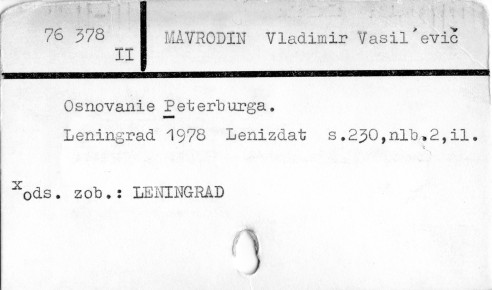 76 378
II
MAVRODIN Vladimir Vasil'evič
Osnovanie Peterburga.
Leningrad 1978 Lenizdat s.230,nlb.2,il.
xods. zob.: LENINGRAD